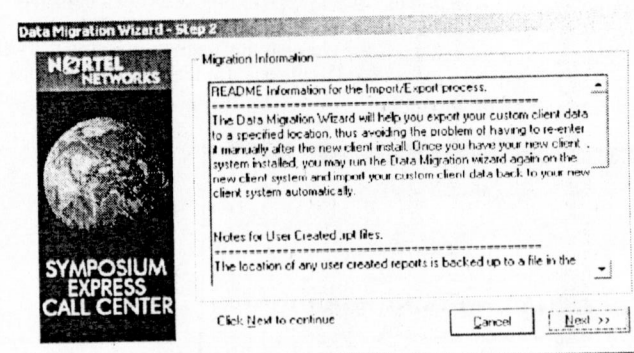 Data Migration Wizard - Step 2
NORTEL
NETWORKS
SYMPOSIUM
EXPRESS
CALL CENTER
Migration Information
README Information for the Import/Export process.
==================================================
The Data Migration Wizard will help you export your custom client data
to a specified location, thus avoiding the problem of having to re-enter
it manually after the new client install. Once you have your new client
system installed, you may run the Data Migration wizard again on the
new client system and import your custom client data back to your new
client system automatically.
Notes for User Created .rpt files.
==================================================
The location of any user created reports is backed up to a file in the
Click Next to continue
Cancel
Next >>